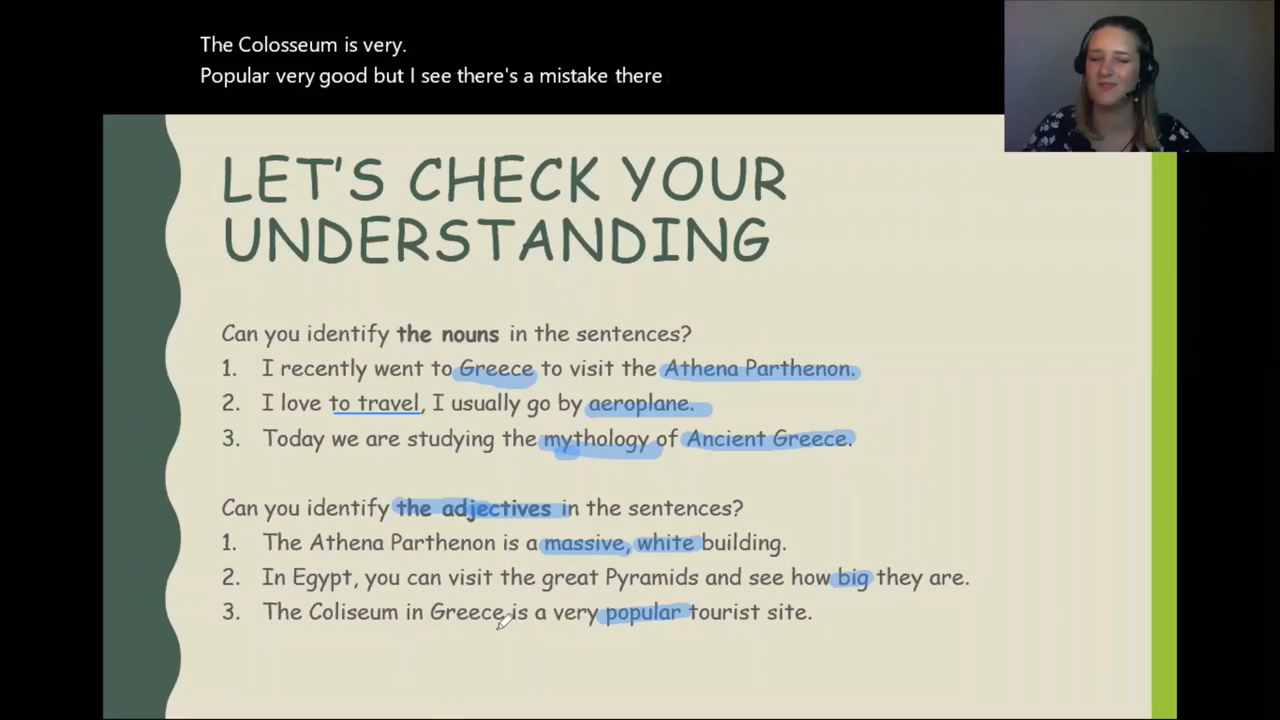 The Colosseum is very.
Popular very good but I see there's a mistake there
LET'S CHECK YOUR
UNDERSTANDING
Can you identify the nouns in the sentences?
1. I recently went to Greece to visit the Athena Parthenon.
2. I love to travel, I usually go by aeroplane.
3. Today we are studying the mythology of Ancient Greece.
Can you identify the adjectives in the sentences?
1. The Athena Parthenon is a massive, white building.
2. In Egypt, you can visit the great Pyramids and see how big they are.
3. The Coliseum in Greece is a very popular tourist site.